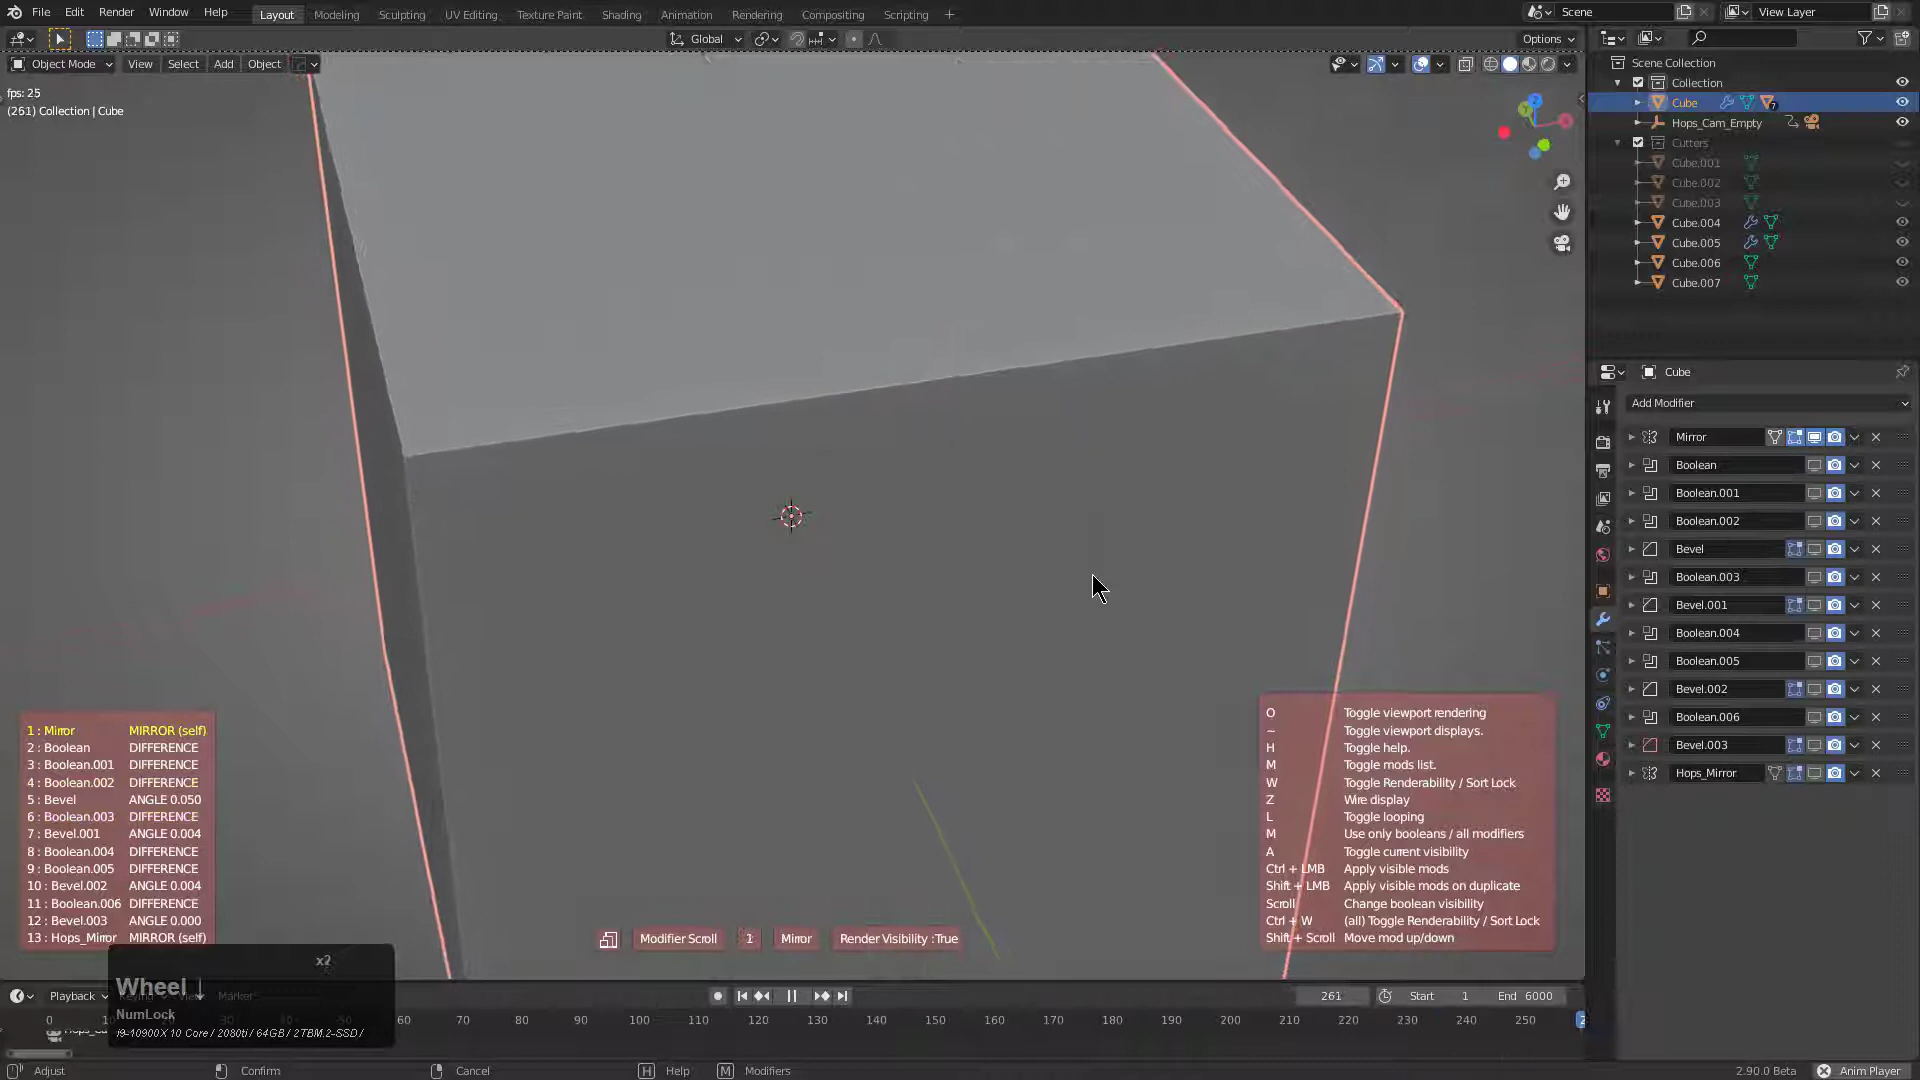 File Edit Render Window Help Layout Modeling Sculpting UV Editing Texture Paint Shading Animation Rendering Compositing Scripting + Scene View Layer
Global Options
Object Mode View Select Add Object
fps: 25
(261) Collection | Cube
Scene Collection
Collection
Cube
Hops_Cam_Empty
Cutters
Cube.001
Cube.002
Cube.003
Cube.004
Cube.005
Cube.006
Cube.007
Cube
Add Modifier
Mirror
Boolean
Boolean.001
Boolean.002
Bevel
Boolean.003
Bevel.001
Boolean.004
Boolean.005
Bevel.002
Boolean.006
Bevel.003
Hops_Mirror
1 : Mirror MIRROR (self)
2 : Boolean DIFFERENCE
3 : Boolean.001 DIFFERENCE
4 : Boolean.002 DIFFERENCE
5 : Bevel ANGLE 0.050
6 : Boolean.003 DIFFERENCE
7 : Bevel.001 ANGLE 0.004
8 : Boolean.004 DIFFERENCE
9 : Boolean.005 DIFFERENCE
10 : Bevel.002 ANGLE 0.004
11 : Boolean.006 DIFFERENCE
12 : Bevel.003 ANGLE 0.000
13 : Hops_Mirror MIRROR (self)
O Toggle viewport rendering
~ Toggle viewport displays.
H Toggle help.
M Toggle mods list.
W Toggle Renderability / Sort Lock
Z Wire display
L Toggle looping
M Use only booleans / all modifiers
A Toggle current visibility
Ctrl + LMB Apply visible mods
Shift + LMB Apply visible mods on duplicate
Scroll Change boolean visibility
Ctrl + W (all) Toggle Renderability / Sort Lock
Shift + Scroll Move mod up/down
Modifier Scroll 1 Mirror Render Visibility :True
x2
Wheel ↓
NumLock
i9-10900X 10 Core / 2080ti / 64GB / 2TBM.2-SSD /
Playback Keying View Marker 261 Start 1 End 6000
0 60 70 80 90 100 110 120 130 140 150 160 170 180 190 200 210 220 230 240 250
Adjust Confirm Cancel H Help M Modifiers 2.90.0 Beta Anim Player